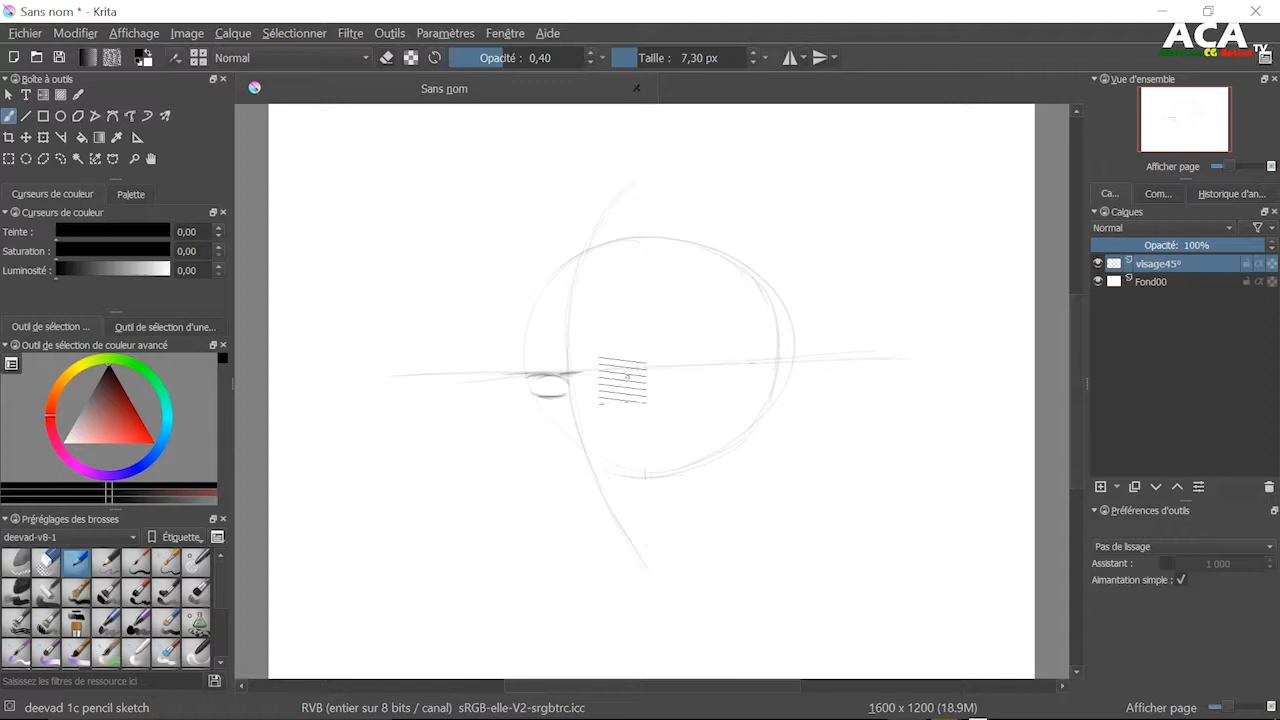 Sans nom * - Krita
Fichier Modifier Affichage Image Calque Sélectionner Filtre Outils Paramètres Fenêtre Aide
ACA
TV
Normal
Opacité : 0,40
Taille : 7,30 px
Boîte à outils
Sans nom
Vue d'ensemble
Afficher page
Curseurs de couleur Palette
Curseurs de couleur
Teinte : 0,00
Saturation : 0,00
Luminosité : 0,00
Ca... Com... Historique d'an...
Calques
Normal
Opacité: 100%
visage45º
Fond00
Outil de sélection ... Outil de sélection d'une...
Outil de sélection de couleur avancé
Préférences d'outils
Pas de lissage
Assistant : 1 000
Aimantation simple :
Préréglages des brosses
deevad-v8-1
Étiquette
Saisissez les filtres de ressource ici
deevad 1c pencil sketch
RVB (entier sur 8 bits / canal) sRGB-elle-V2-srgbtrc.icc
1600 x 1200 (18.9M)
Afficher page